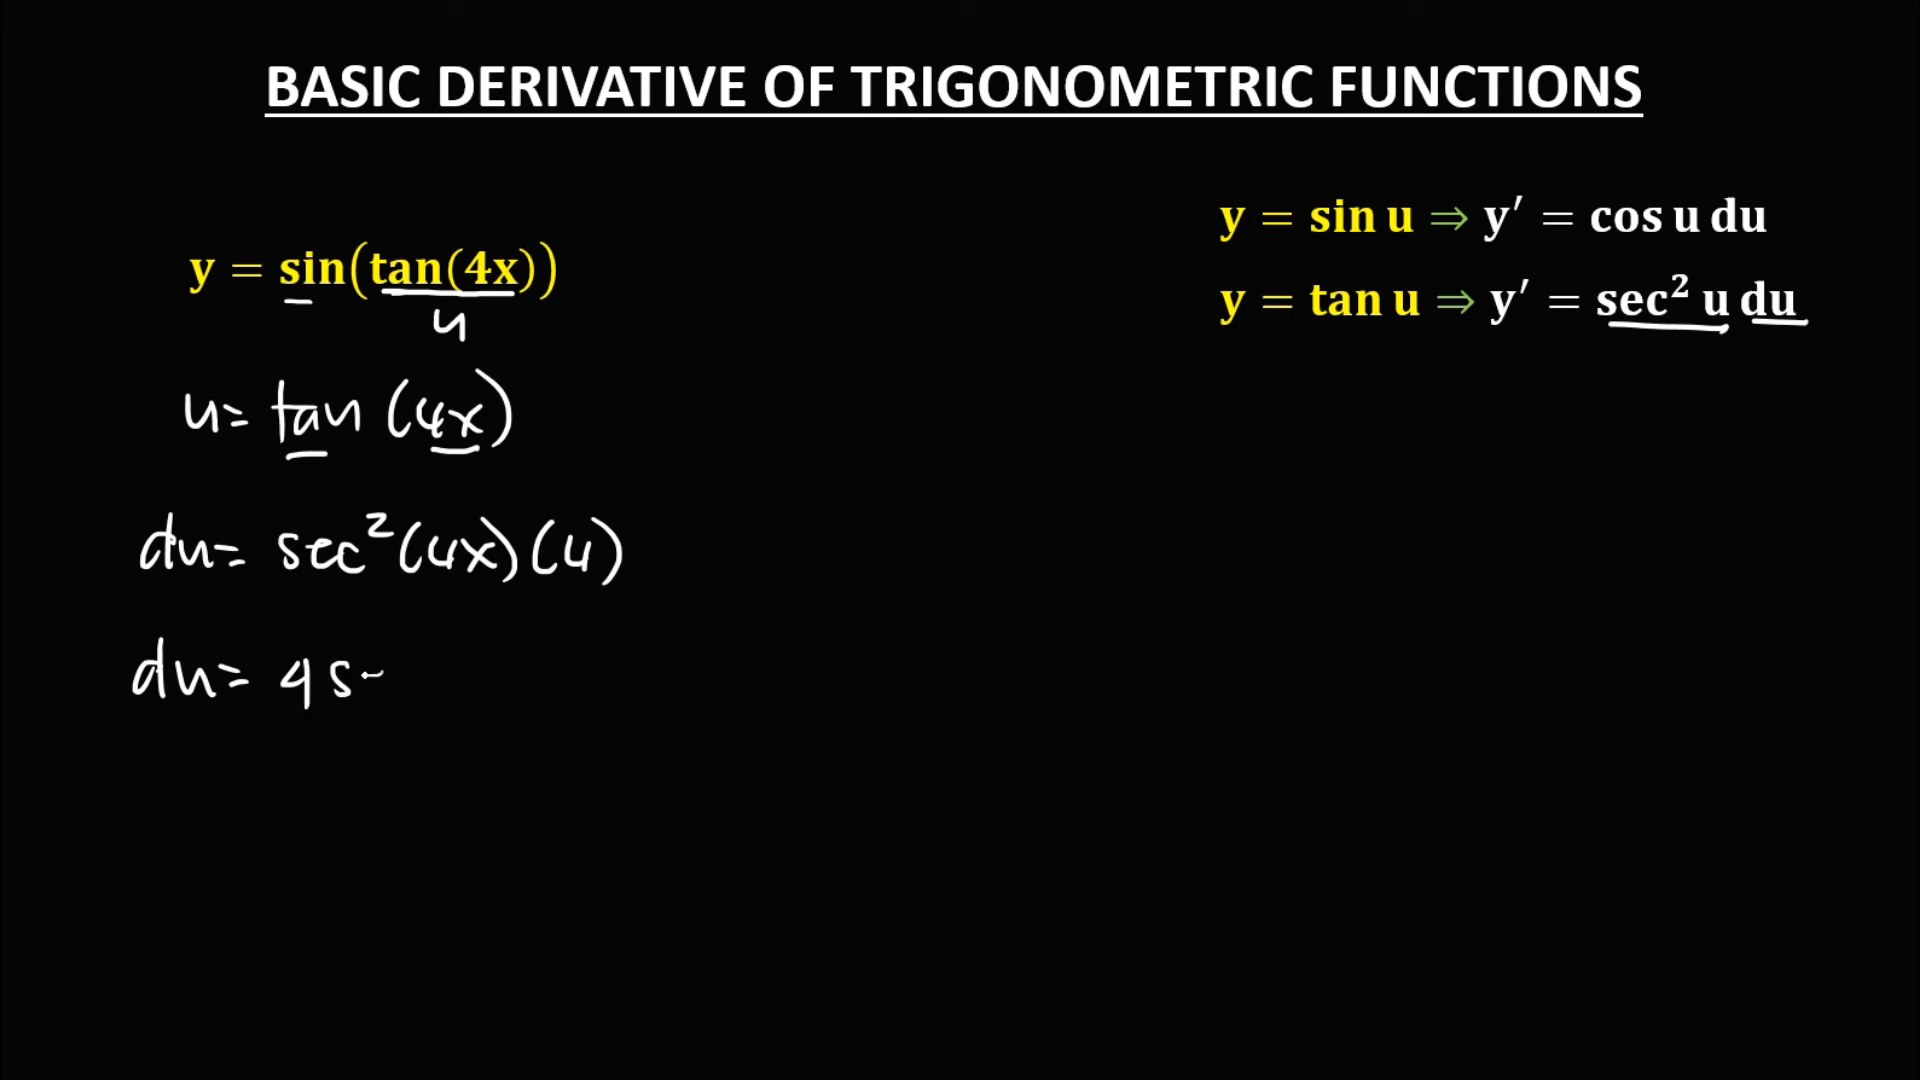 BASIC DERIVATIVE OF TRIGONOMETRIC FUNCTIONS
y = sin(tan(4x))
u
u= tan (4x)
du= sec²(4x)(4)
du= 4s-
y = sin u ⇒ y′ = cos u du
y = tan u ⇒ y′ = sec² u du